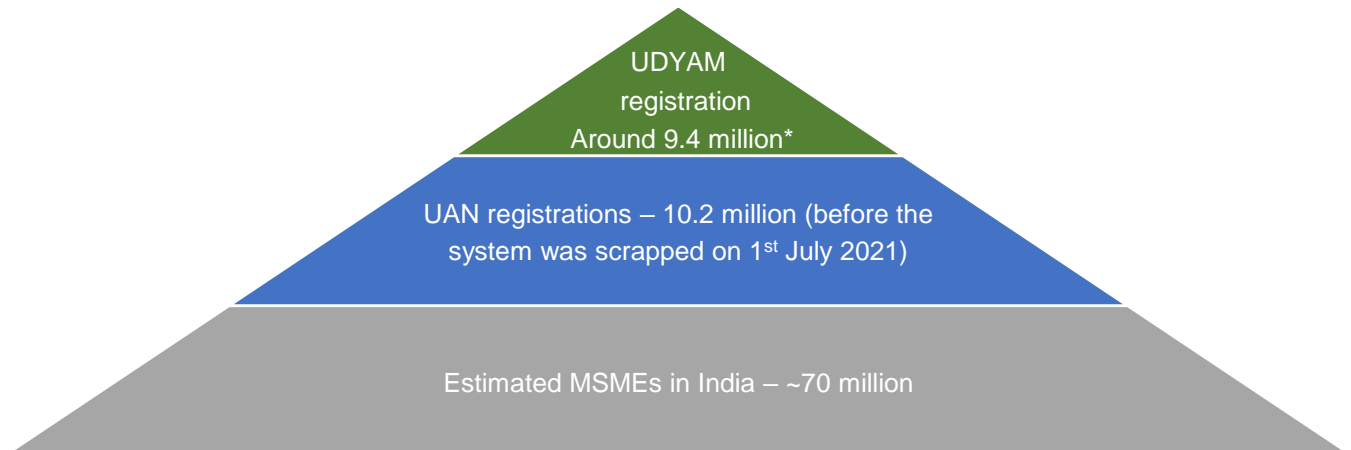 UDYAM
registration
Around 9.4 million*
UAN registrations – 10.2 million (before the
system was scrapped on 1st July 2021)
Estimated MSMEs in India – ~70 million